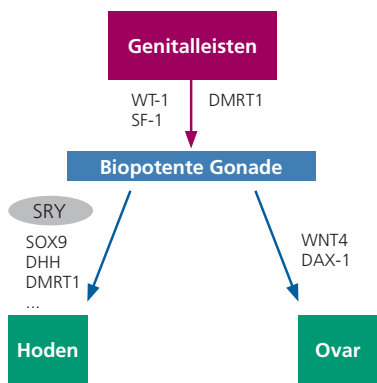 Genitalleisten
WT-1 DMRT1
SF-1
Biopotente Gonade
SRY
SOX9
DHH
DMRT1
...
WNT4
DAX-1
Hoden
Ovar